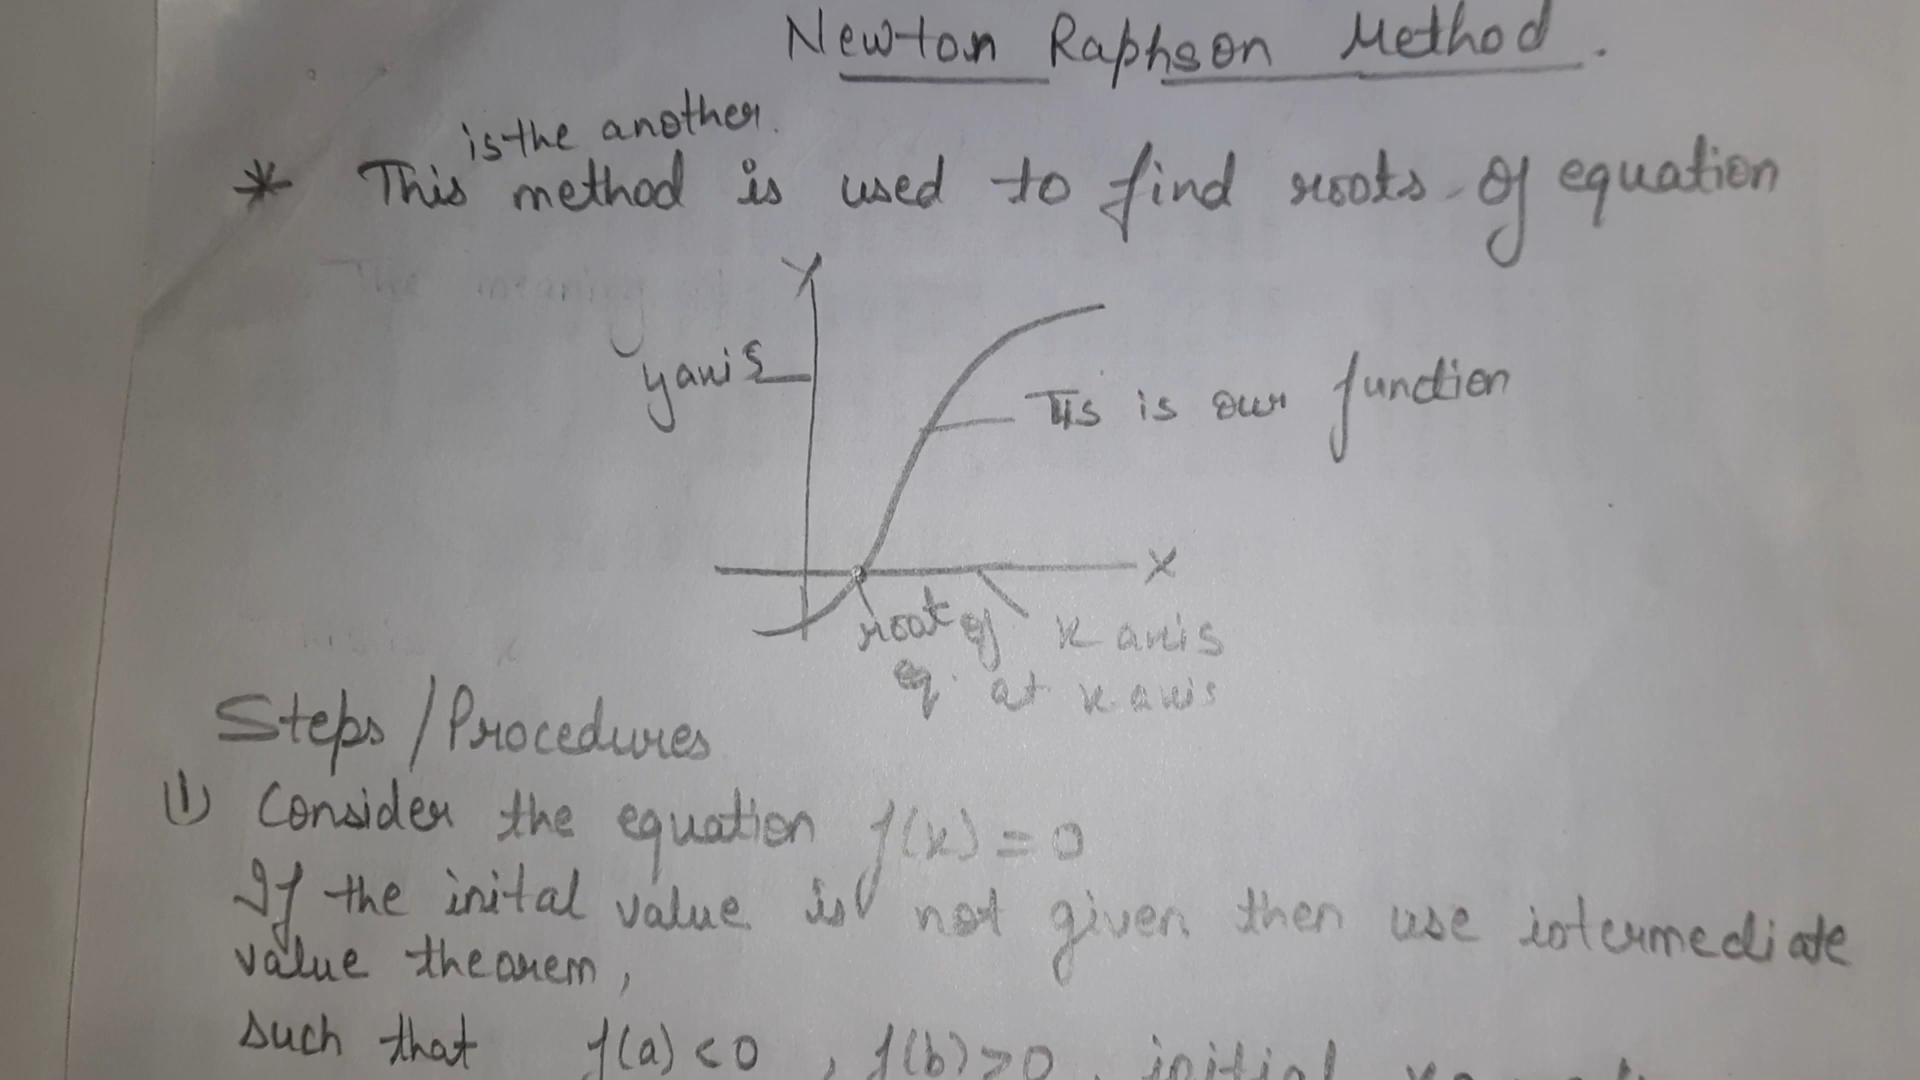 Newton Raphson Method.
is the another.
* This method is used to find roots of equation
Y
y axis
This is our function
X
root of
x axis
eq. at x axis
Steps / Procedures
(1) Consider the equation f(x) = 0
If the inital value is not given then use intermediate
value theorem,
such that f(a) < 0 , f(b) > 0 , initial